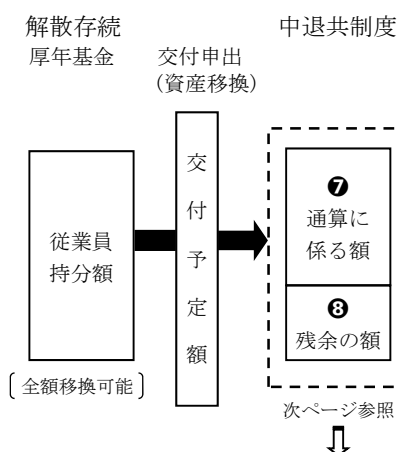 解散存続
厚年基金
交付申出
(資産移換)
中退共制度
従業員
持分額
〔全額移換可能〕
交
付
予
定
額
❼
通算に
係る額
❽
残余の額
次ページ参照